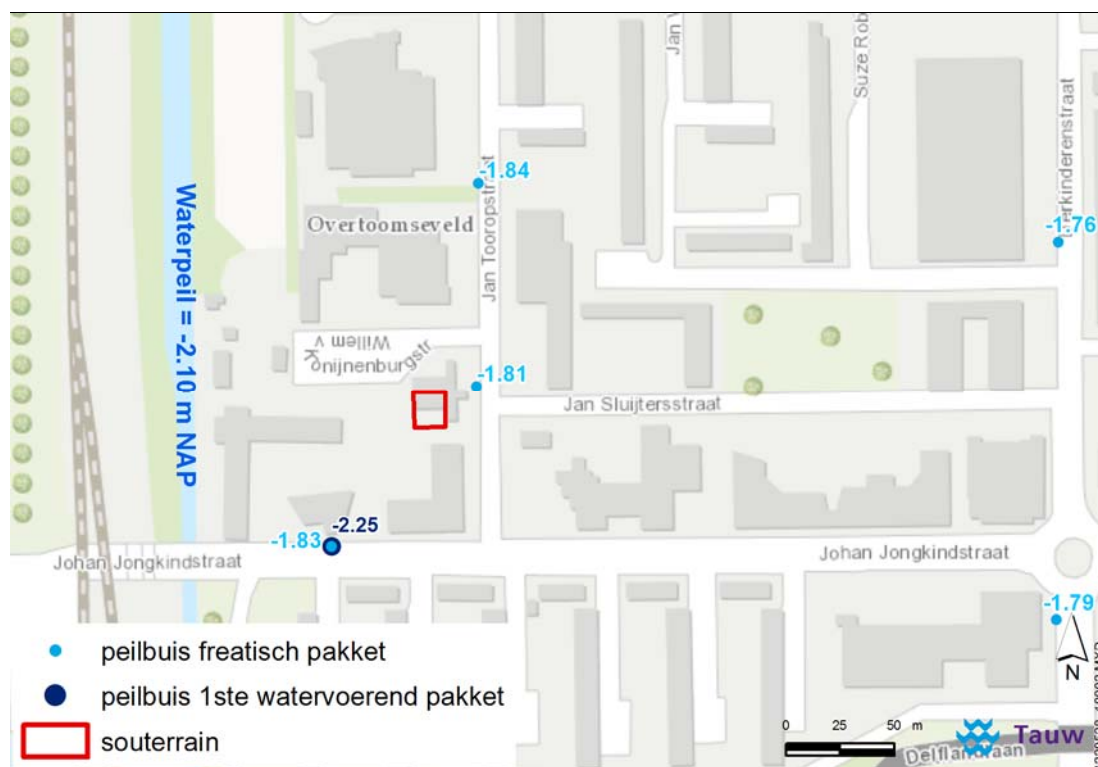 Jan V
Suze Rob
erkinderenstraat
-1.84
-1.76
Overtoomseveld
Jan Tooropstraat
Waterpeil = -2.10 m NAP
Willem v
Konijnenburgstr
-1.81
Jan Sluijtersstraat
-2.25
-1.83
Johan Jongkindstraat
Johan Jongkindstraat
-1.79
peilbuis freatisch pakket
peilbuis 1ste watervoerend pakket
souterrain
N
0 25 50 m
Tauw
Delflandlaan